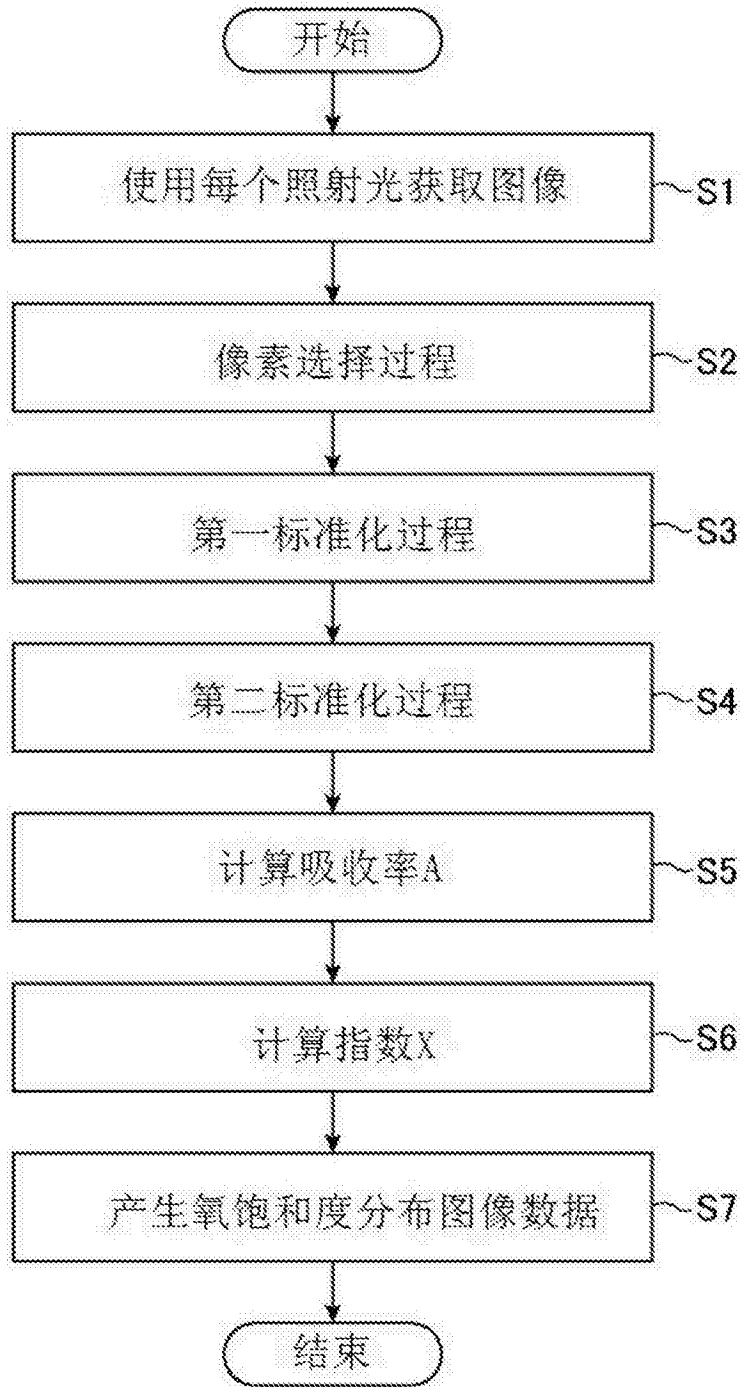 开始
使用每个照射光获取图像
S1
像素选择过程
S2
第一标准化过程
S3
第二标准化过程
S4
计算吸收率A
S5
计算指数X
S6
产生氧饱和度分布图像数据
S7
结束